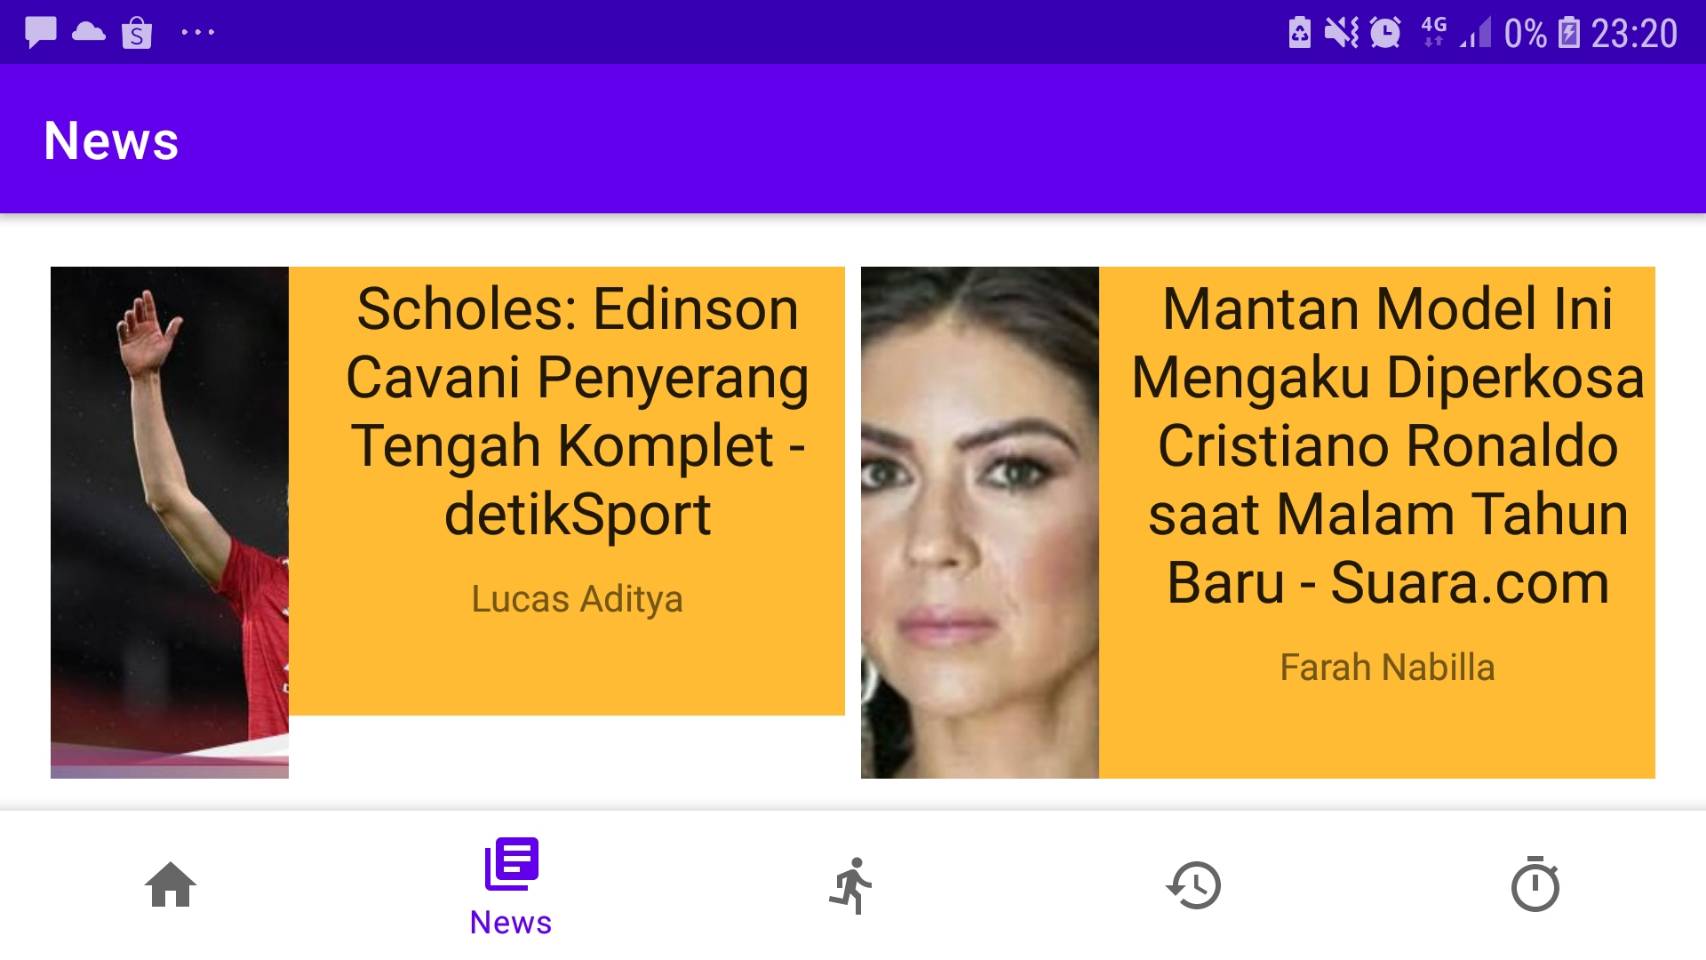 4G
0%
23:20
News
Scholes: Edinson
Cavani Penyerang
Tengah Komplet -
detikSport
Lucas Aditya
Mantan Model Ini
Mengaku Diperkosa
Cristiano Ronaldo
saat Malam Tahun
Baru - Suara.com
Farah Nabilla
News